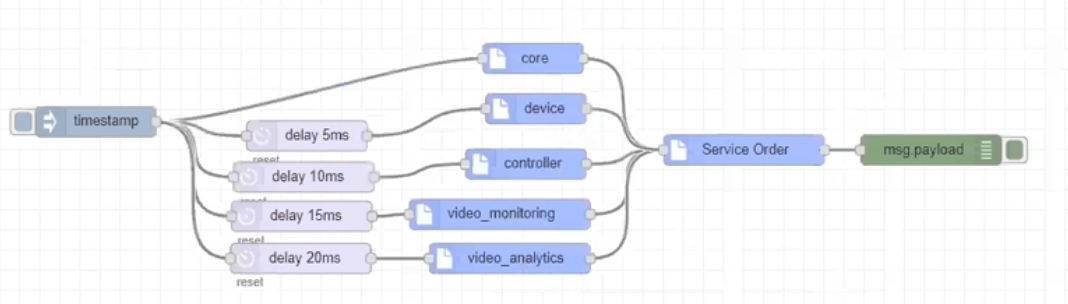 core
device
timestamp
delay 5ms
reset
Service Order
msg.payload
controller
delay 10ms
reset
video_monitoring
delay 15ms
reset
video_analytics
delay 20ms
reset